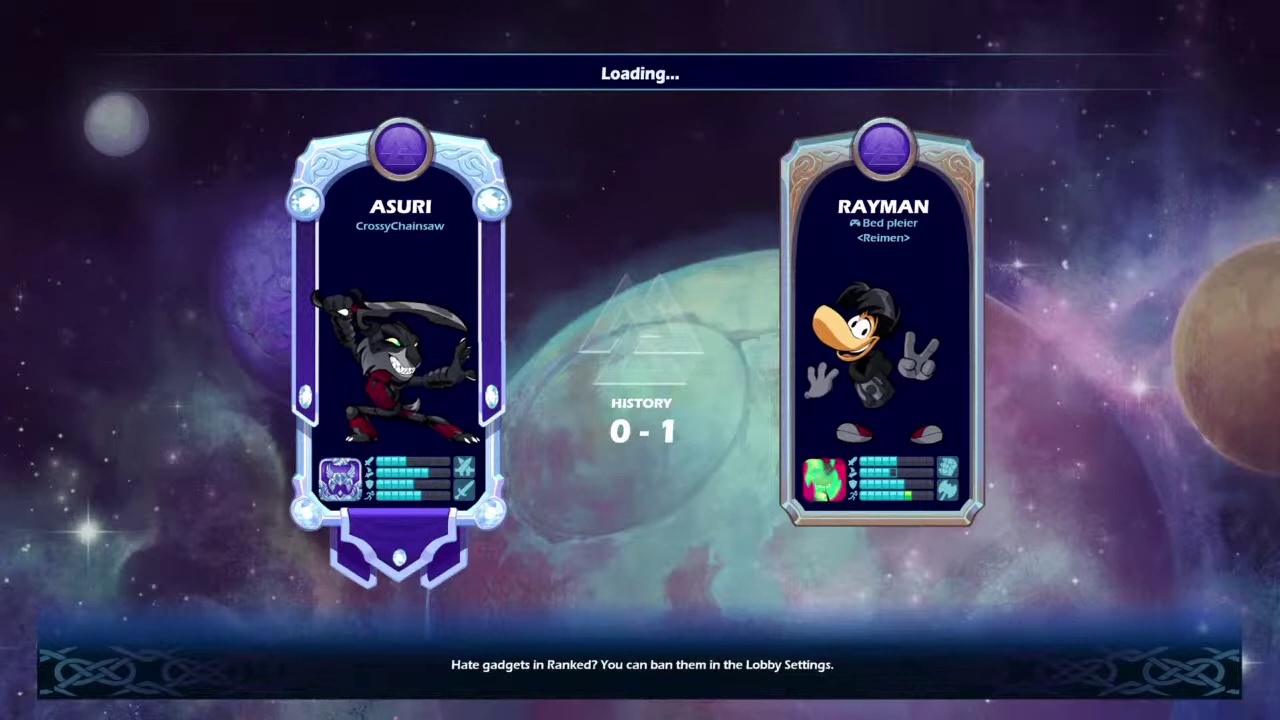 Loading...
ASURI
CrossyChainsaw
RAYMAN
Bed pleier
<Reimen>
HISTORY
0 - 1
Hate gadgets in Ranked? You can ban them in the Lobby Settings.